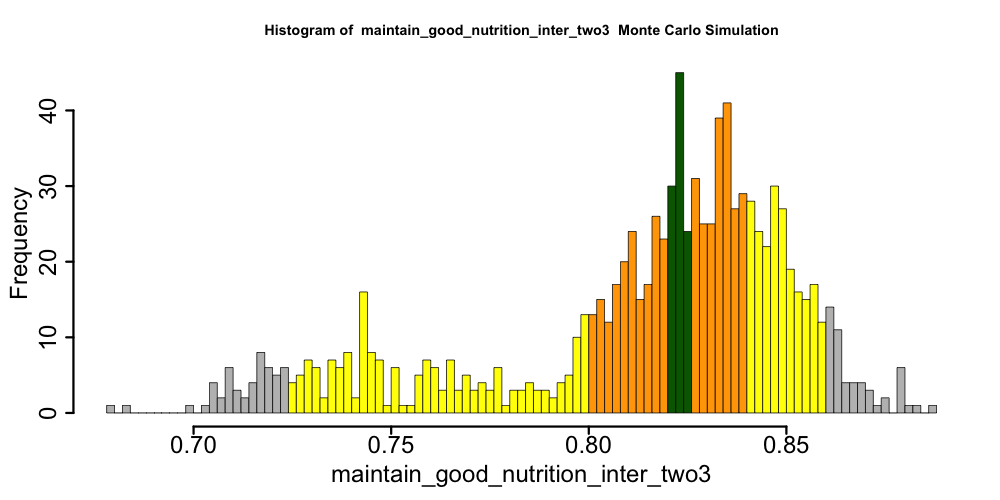 Histogram of maintain_good_nutrition_inter_two3 Monte Carlo Simulation
Frequency
40
30
20
10
0
0.70 0.75 0.80 0.85
maintain_good_nutrition_inter_two3